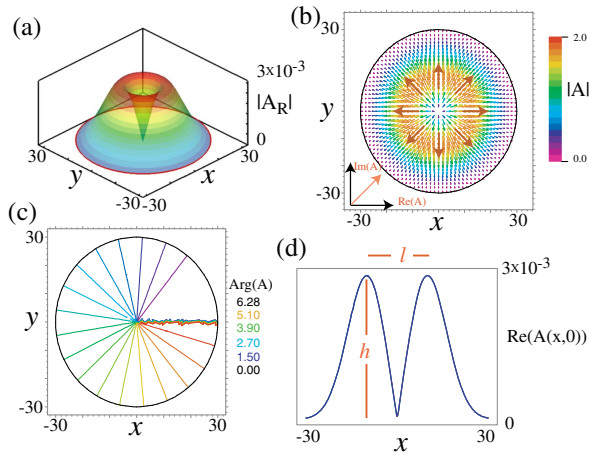 (a)
3x10⁻³
|A_R|
0
30
y
-30
-30
x
30
(b)
30
y
-30
-30
x
30
Im(A)
Re(A)
2.0
|A|
0.0
(c)
30
y
-30
-30
x
30
Arg(A)
6.28
5.10
3.90
2.70
1.50
0.00
(d)
l
h
3x10⁻³
Re(A(x,0))
0
-30
x
30